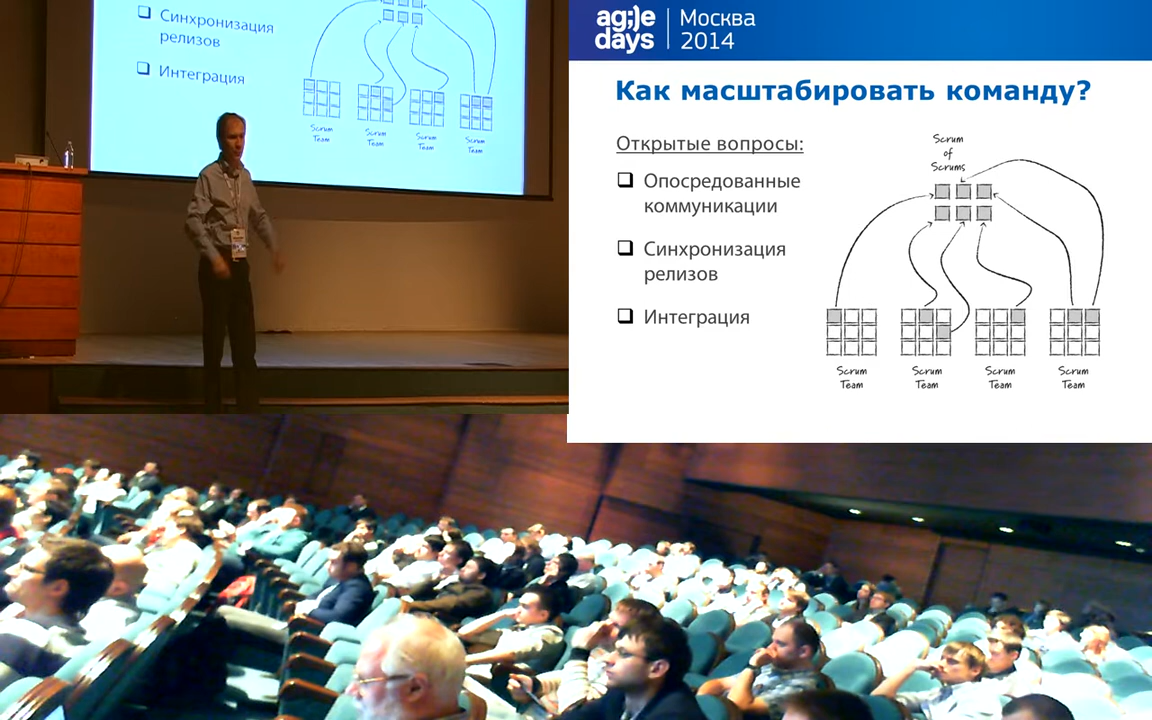 Синхронизация
релизов
Интеграция
Scrum
Team
Scrum
Team
Scrum
Team
Scrum
Team
agile
days
Москва
2014
Как масштабировать команду?
Открытые вопросы:
Опосредованные
коммуникации
Синхронизация
релизов
Интеграция
Scrum
of
Scrums
Scrum
Team
Scrum
Team
Scrum
Team
Scrum
Team